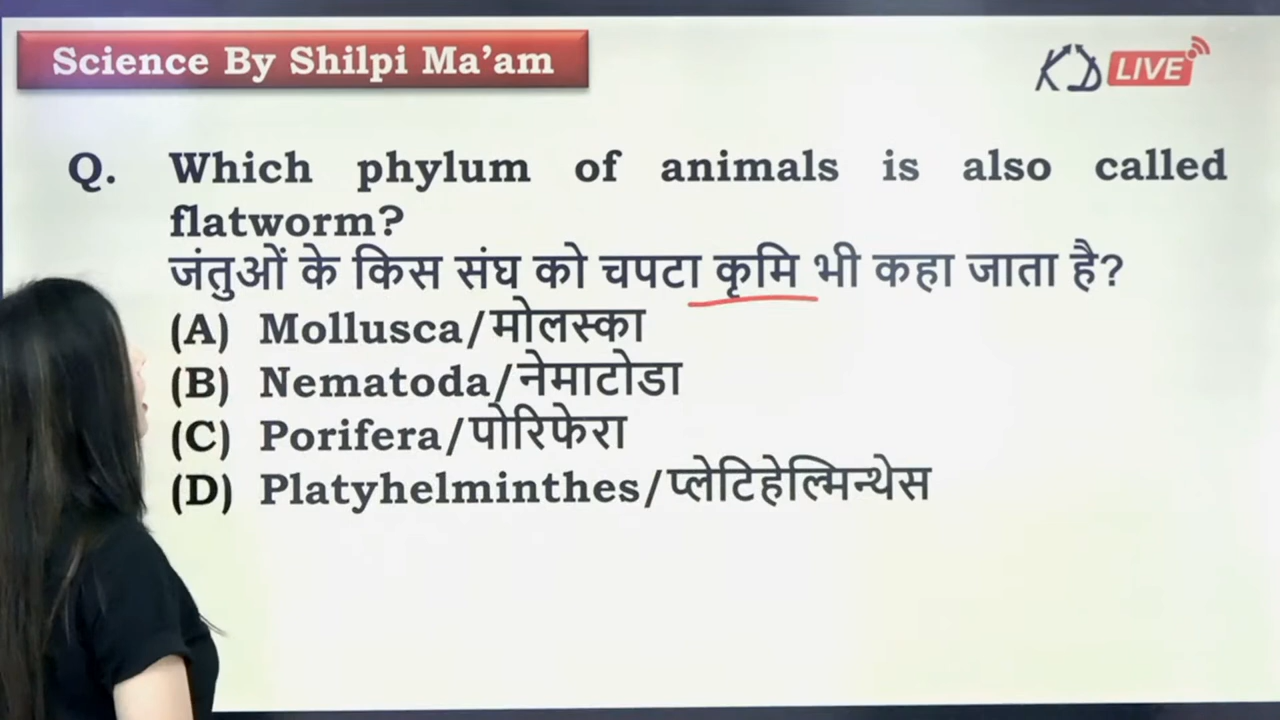 Science By Shilpi Ma’am
KD LIVE
Q. Which phylum of animals is also called
flatworm?
जंतुओं के किस संघ को चपटा कृमि भी कहा जाता है?
(A) Mollusca/मोलस्का
(B) Nematoda/नेमाटोडा
(C) Porifera/पोरिफेरा
(D) Platyhelminthes/प्लेटिहेल्मिन्थेस